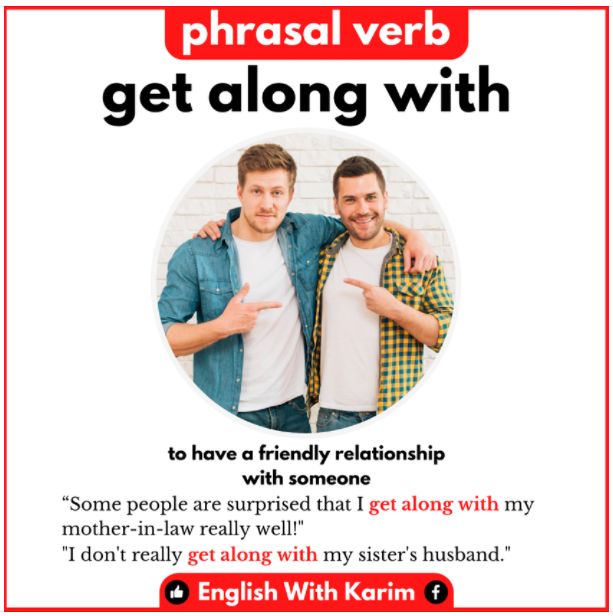 phrasal verb
get along with
to have a friendly relationship
with someone
“Some people are surprised that I get along with my
mother-in-law really well!"
"I don't really get along with my sister's husband."
English With Karim